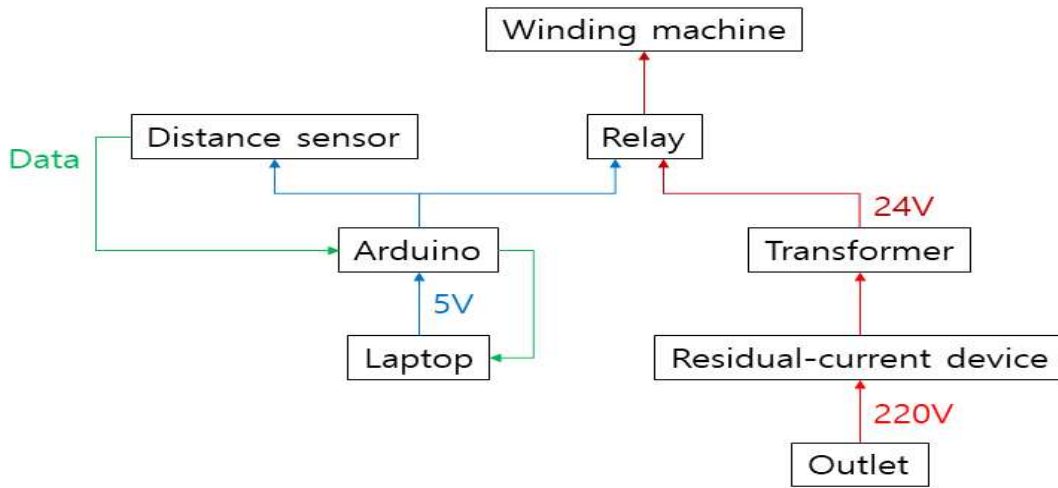 Winding machine
Distance sensor
Relay
Data
24V
Arduino
Transformer
5V
Laptop
Residual-current device
220V
Outlet